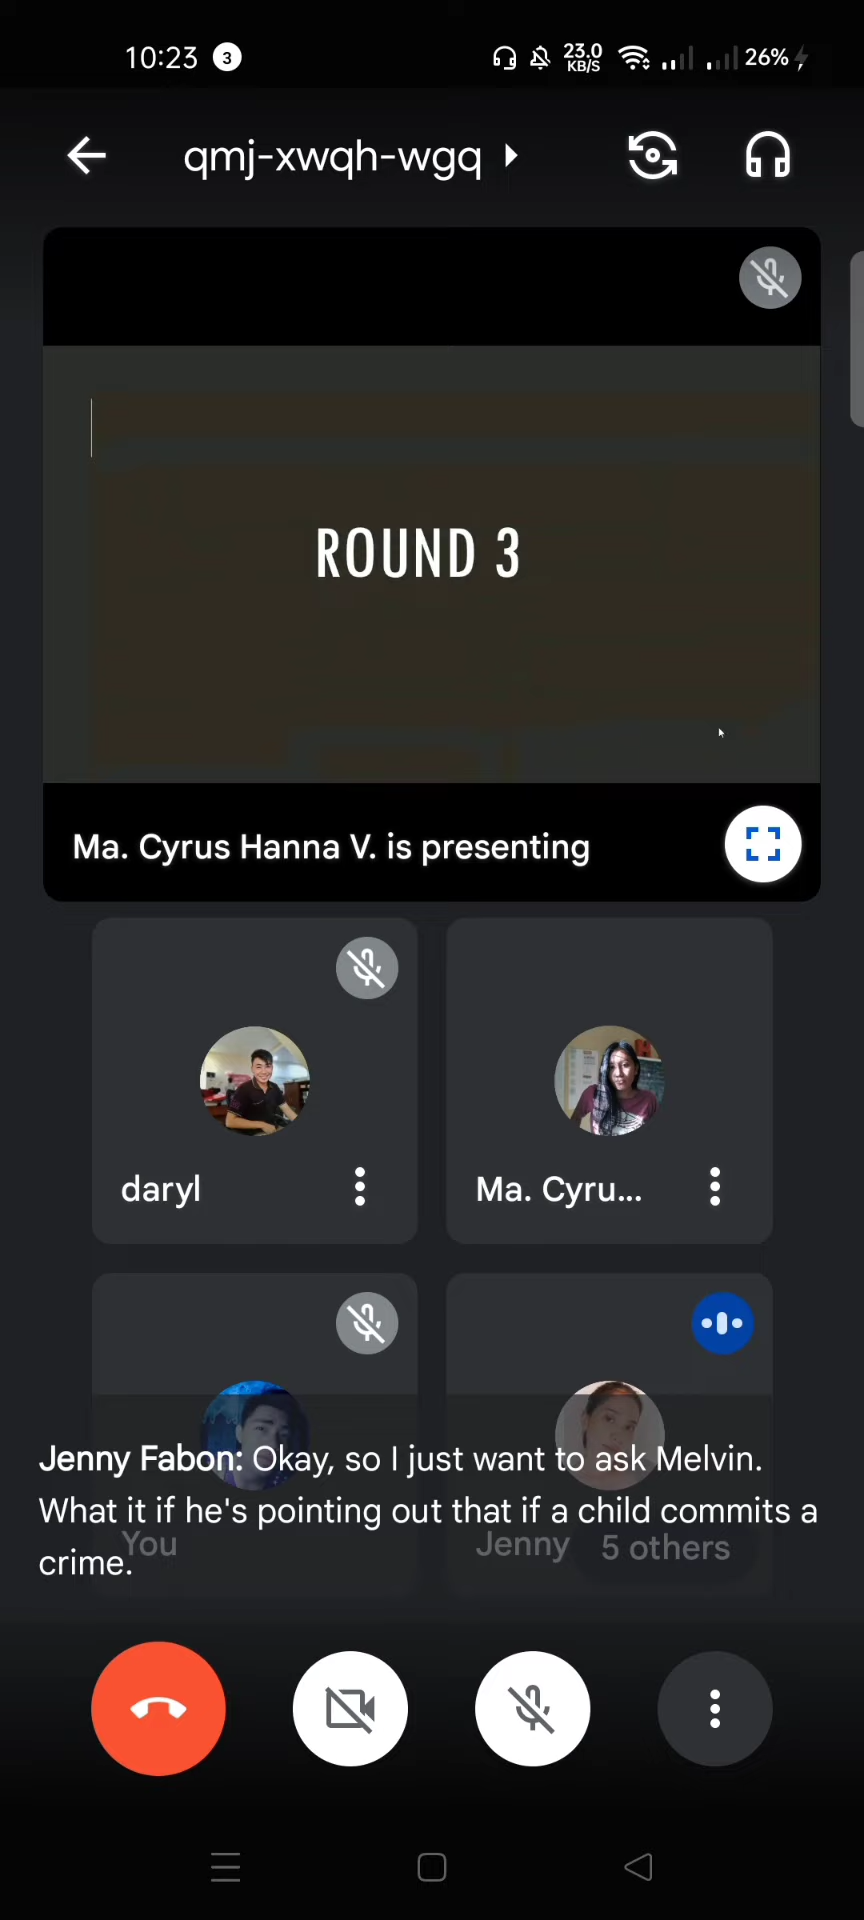 10:23 3 23.0 KB/S 26%
qmj-xwqh-wgq
ROUND 3
Ma. Cyrus Hanna V. is presenting
daryl
Ma. Cyru...
Jenny Fabon: Okay, so I just want to ask Melvin.
What it if he's pointing out that if a child commits a
crime.
You
Jenny
5 others